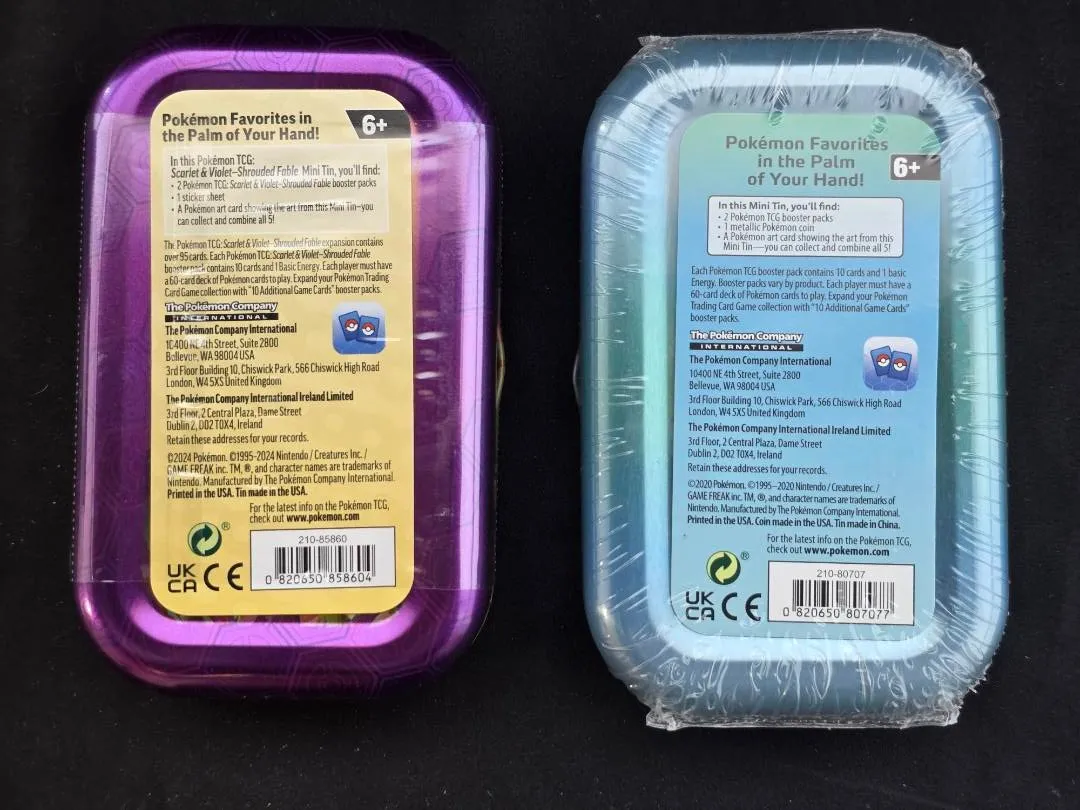 Pokémon Favorites in
the Palm of Your Hand!
6+
In this Pokémon TCG:
Scarlet & Violet–Shrouded Fable Mini Tin, you'll find:
• 2 Pokémon TCG: Scarlet & Violet–Shrouded Fable booster packs
• 1 sticker sheet
• A Pokémon art card showing the art from this Mini Tin–you
can collect and combine all 5!
The Pokémon TCG: Scarlet & Violet–Shrouded Fable expansion contains
over 95 cards. Each Pokémon TCG: Scarlet & Violet–Shrouded Fable
booster pack contains 10 cards and 1 Basic Energy. Each player must have
a 60-card deck of Pokémon cards to play. Expand your Pokémon Trading
Card Game collection with "10 Additional Game Cards" booster packs.
The Pokémon Company
INTERNATIONAL
The Pokémon Company International
10400 NE 4th Street, Suite 2800
Bellevue, WA 98004 USA
3rd Floor Building 10, Chiswick Park, 566 Chiswick High Road
London, W4 5XS United Kingdom
The Pokémon Company International Ireland Limited
3rd Floor, 2 Central Plaza, Dame Street
Dublin 2, D02 T0X4, Ireland
Retain these addresses for your records.
©2024 Pokémon. ©1995-2024 Nintendo / Creatures Inc. /
GAME FREAK inc. TM, ®, and character names are trademarks of
Nintendo. Manufactured by The Pokémon Company International.
Printed in the USA. Tin made in the USA.
For the latest info on the Pokémon TCG,
check out www.pokemon.com
®
UK
CA CE
210-85860
0 820650 858604
Pokémon Favorites
in the Palm
of Your Hand!
6+
In this Mini Tin, you'll find:
• 2 Pokémon TCG booster packs
• 1 metallic Pokémon coin
• A Pokémon art card showing the art from this
Mini Tin—you can collect and combine all 5!
Each Pokémon TCG booster pack contains 10 cards and 1 basic
Energy. Booster packs vary by product. Each player must have a
60-card deck of Pokémon cards to play. Expand your Pokémon
Trading Card Game collection with "10 Additional Game Cards"
booster packs.
The Pokémon Company
INTERNATIONAL
The Pokémon Company International
10400 NE 4th Street, Suite 2800
Bellevue, WA 98004 USA
3rd Floor Building 10, Chiswick Park, 566 Chiswick High Road
London, W4 5XS United Kingdom
The Pokémon Company International Ireland Limited
3rd Floor, 2 Central Plaza, Dame Street
Dublin 2, D02 T0X4, Ireland
Retain these addresses for your records.
©2020 Pokémon. ©1995–2020 Nintendo / Creatures Inc. /
GAME FREAK inc. TM, ®, and character names are trademarks of
Nintendo. Manufactured by The Pokémon Company International.
Printed in the USA. Coin made in the USA. Tin made in China.
For the latest info on the Pokémon TCG,
check out www.pokemon.com
®
UK
CA CE
210-80707
0 820650 807077